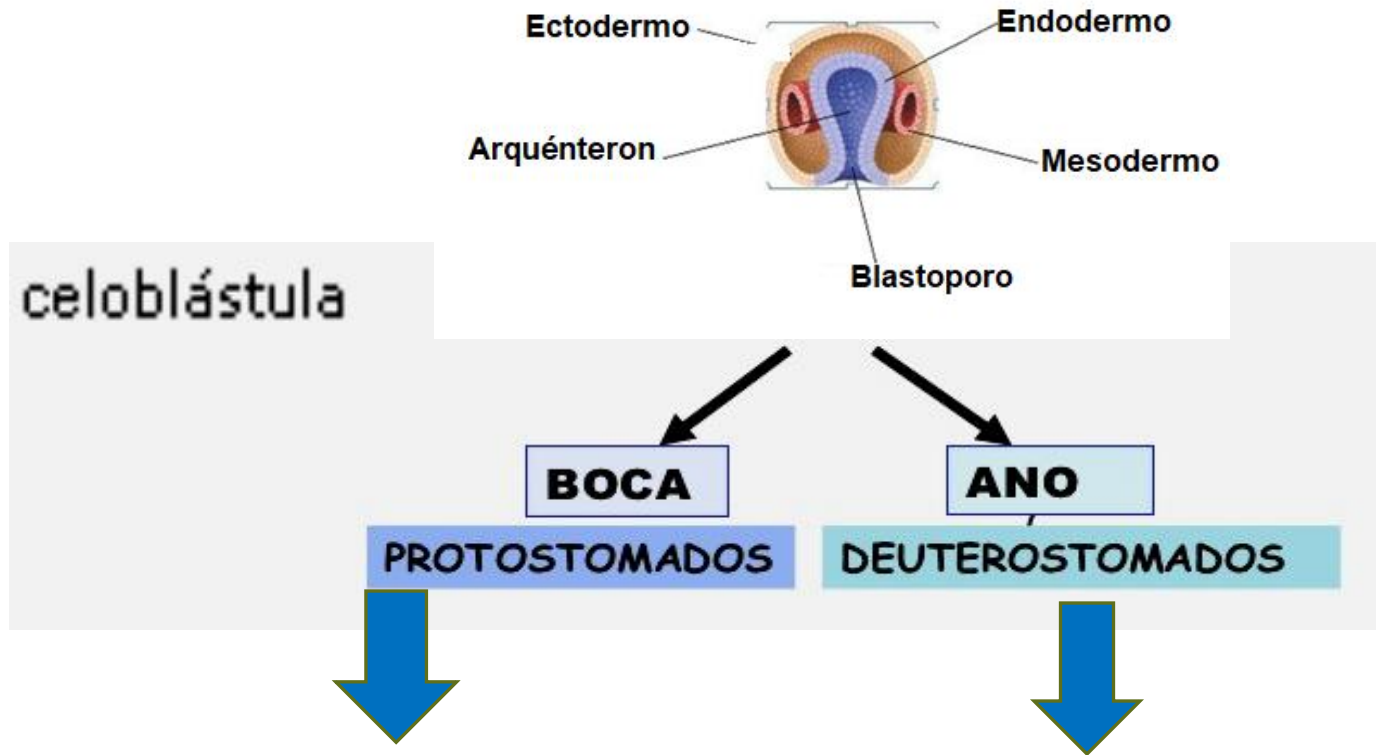 Ectodermo
Endodermo
Arquénteron
Mesodermo
Blastoporo
celoblástula
BOCA
ANO
PROTOSTOMADOS
DEUTEROSTOMADOS